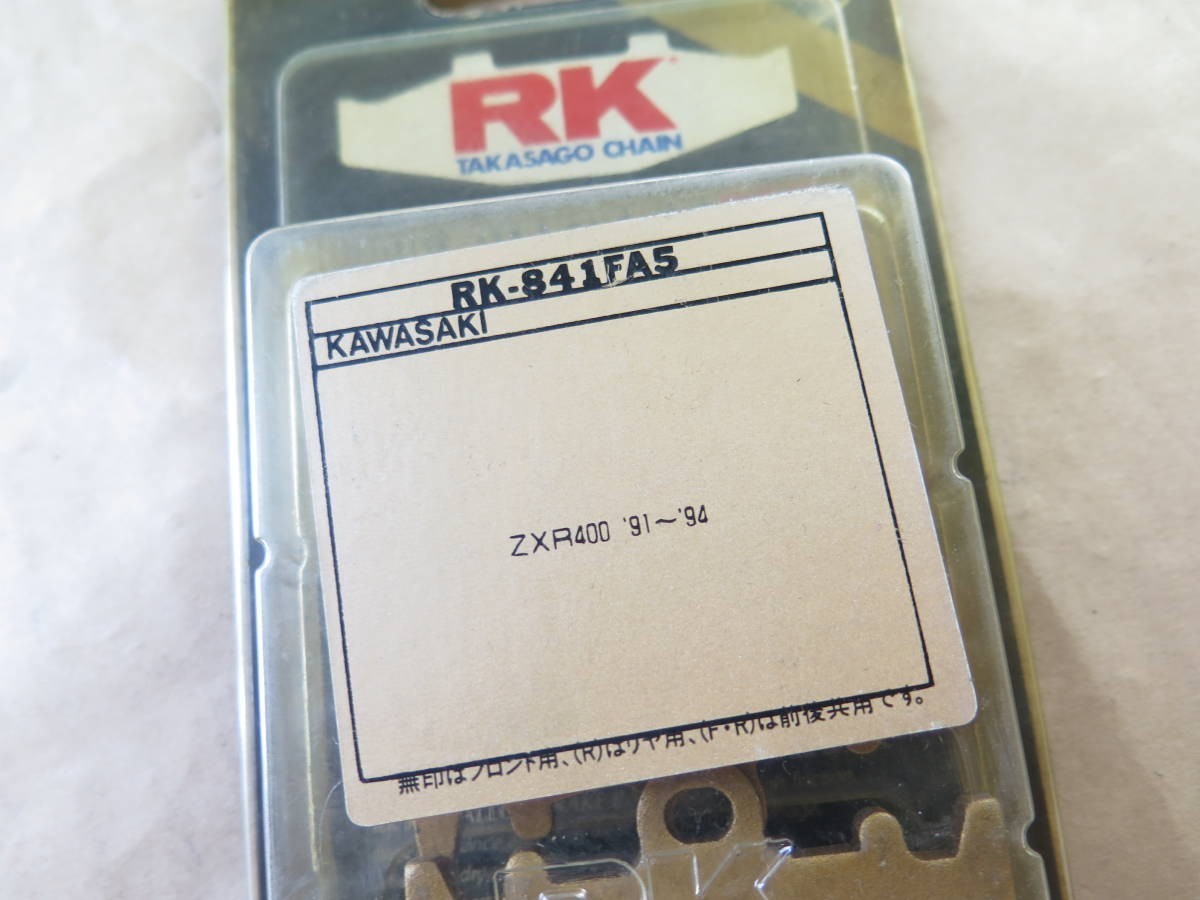 RK
TAKASAGO CHAIN
RK-841FA5
KAWASAKI
ZXR400 '91～'94
無印はフロント用、(R)はリヤ用、(F・R)は前後共用です。
RK